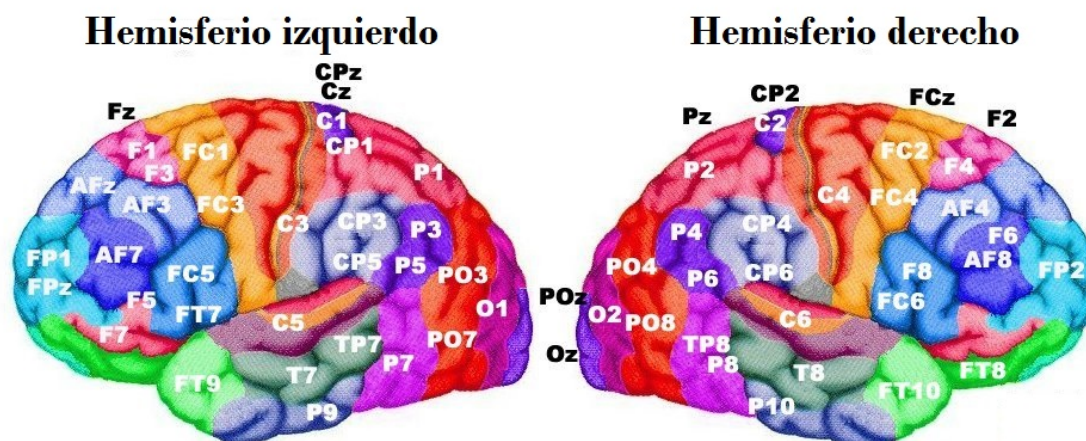 Hemisferio izquierdo
CPz
Cz
Fz
C1
F1
FC1
CP1
F3
P1
AFz
AF3
FC3
C3
CP3
P3
FP1
AF7
FC5
CP5
P5
PO3
FPz
F5
FT7
O1
F7
C5
TP7
P7
PO7
FT9
T7
P9
Hemisferio derecho
CP2
FCz
Pz
C2
F2
FC2
P2
F4
C4
FC4
AF4
P4
CP4
F6
PO4
P6
CP6
F8
AF8
FP2
POz
O2
PO8
FC6
C6
Oz
TP8
P8
T8
FT8
FT10
P10